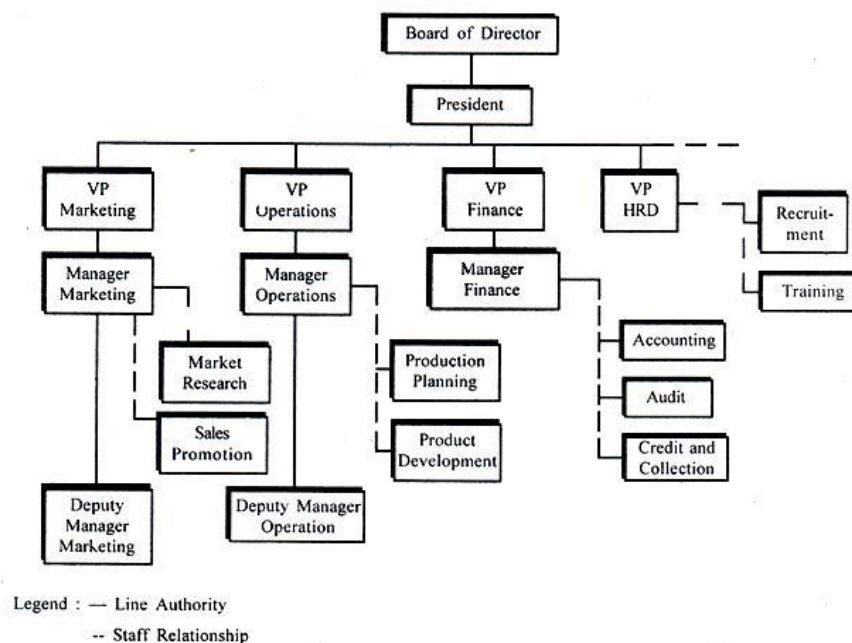 Board of Director
President
VP
Marketing
VP
Operations
VP
Finance
VP
HRD
Recruit-
ment
Training
Manager
Marketing
Manager
Operations
Manager
Finance
Market
Research
Sales
Promotion
Production
Planning
Product
Development
Accounting
Audit
Credit and
Collection
Deputy
Manager
Marketing
Deputy Manager
Operation
Legend : — Line Authority
-- Staff Relationship